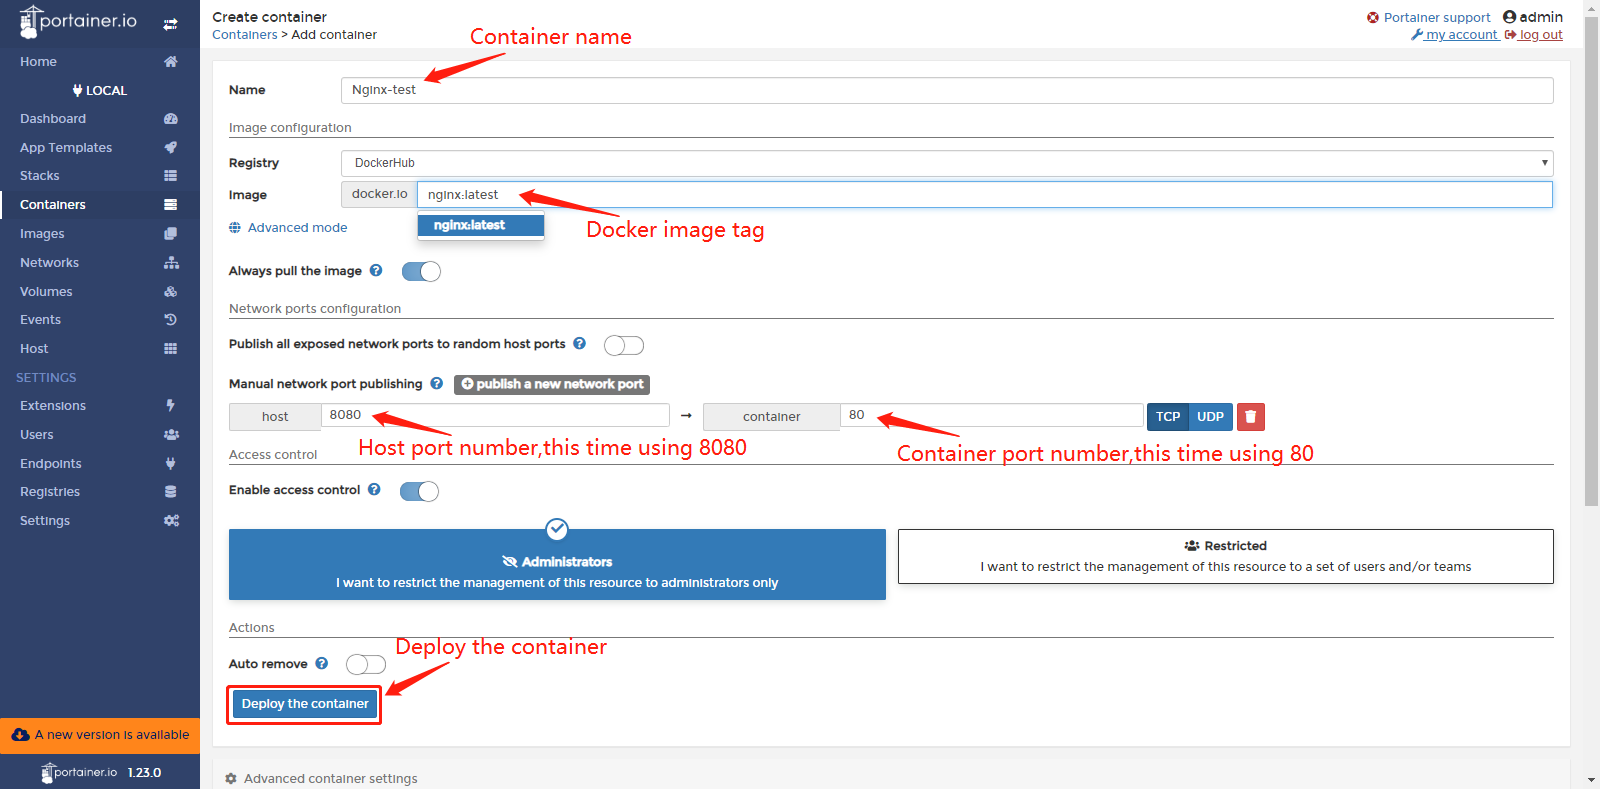 portainer.io
Home
LOCAL
Dashboard
App Templates
Stacks
Containers
Images
Networks
Volumes
Events
Host
SETTINGS
Extensions
Users
Endpoints
Registries
Settings
A new version is available
portainer.io 1.23.0
Create container
Containers > Add container
Portainer support admin
my account log out
Container name
Name Nginx-test
Image configuration
Registry DockerHub
Image docker.io nginx:latest
nginx:latest
Docker image tag
Advanced mode
Always pull the image
Network ports configuration
Publish all exposed network ports to random host ports
Manual network port publishing publish a new network port
host 8080 → container 80 TCP UDP
Host port number,this time using 8080
Container port number,this time using 80
Access control
Enable access control
Administrators
I want to restrict the management of this resource to administrators only
Restricted
I want to restrict the management of this resource to a set of users and/or teams
Actions
Deploy the container
Auto remove
Deploy the container
Advanced container settings